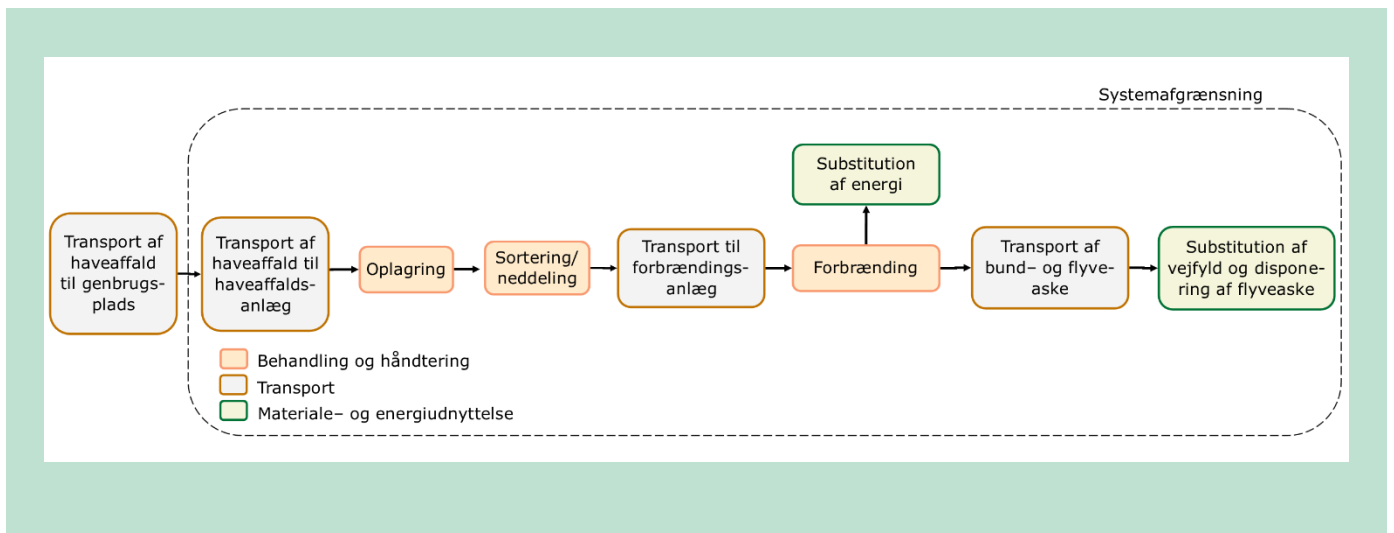 Systemafgrænsning
Substitution
af energi
Transport af
haveaffald
til genbrugs-
plads
Transport af
haveaffald til
haveaffalds-
anlæg
Oplagring
Sortering/
neddeling
Transport til
forbrændings-
anlæg
Forbrænding
Transport af
bund– og flyve-
aske
Substitution af
vejfyld og dispone-
ring af flyveaske
Behandling og håndtering
Transport
Materiale– og energiudnyttelse